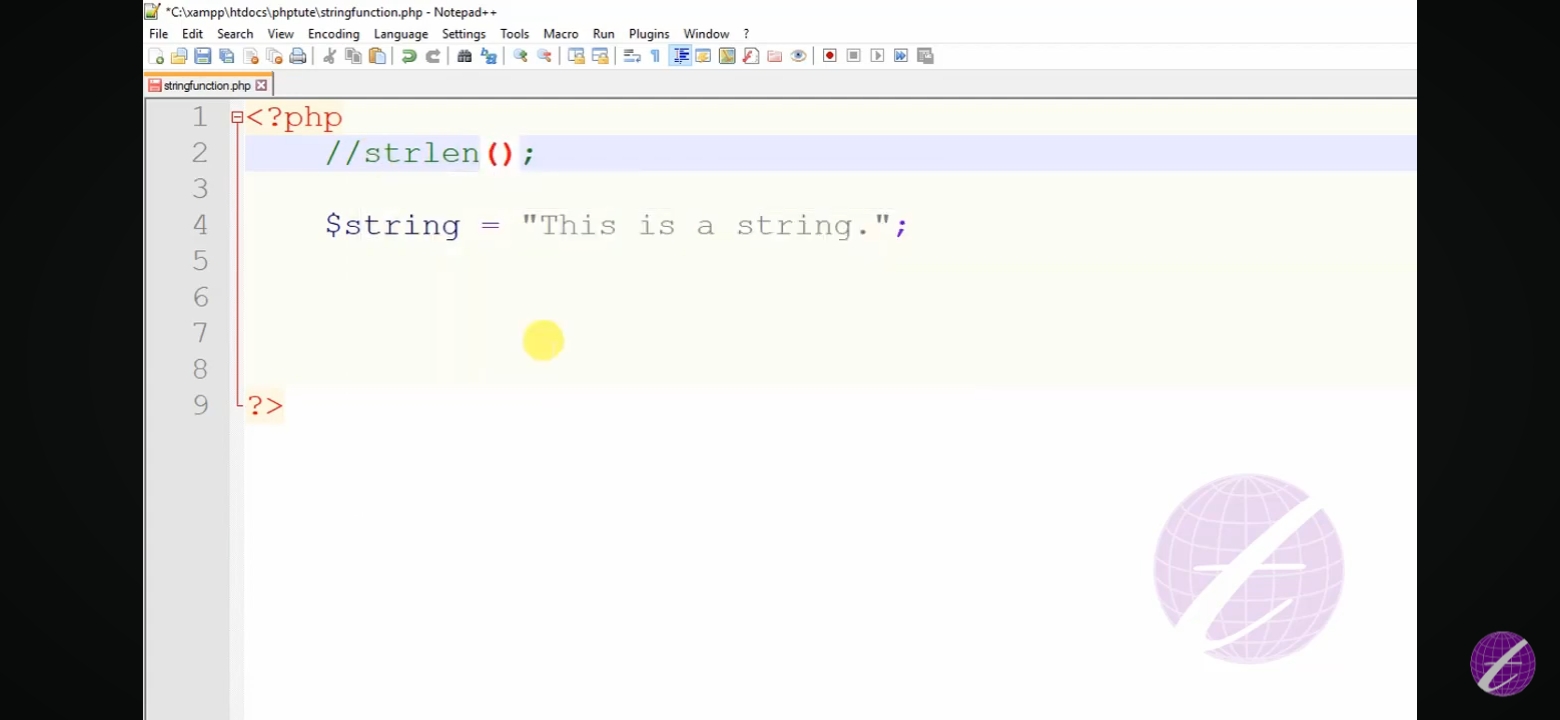 *C:\xampp\htdocs\phptute\stringfunction.php - Notepad++
File Edit Search View Encoding Language Settings Tools Macro Run Plugins Window ?
stringfunction.php
1 <?php
2 //strlen();
3
4 $string = "This is a string.";
5
6
7
8
9 ?>